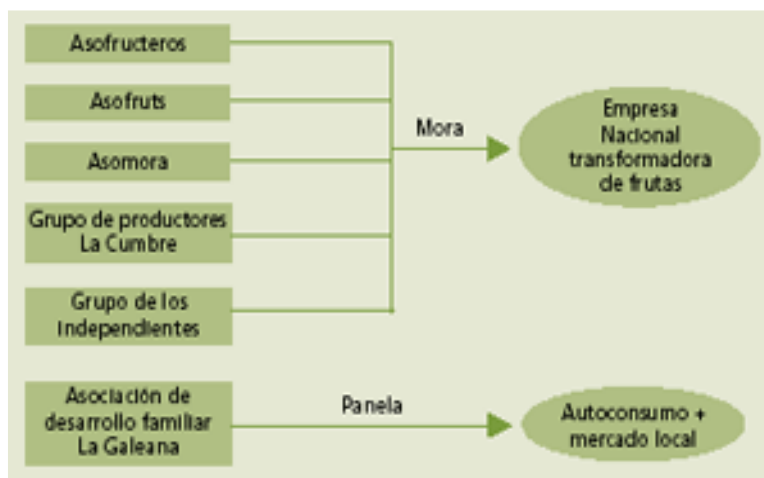 Asofructeros
Asofruts
Asomora
Grupo de productores
La Cumbre
Grupo de los
independientes
Mora
Empresa
Nacional
transformadora
de frutas
Asociación de
desarrollo familiar
La Galeana
Panela
Autoconsumo +
mercado local